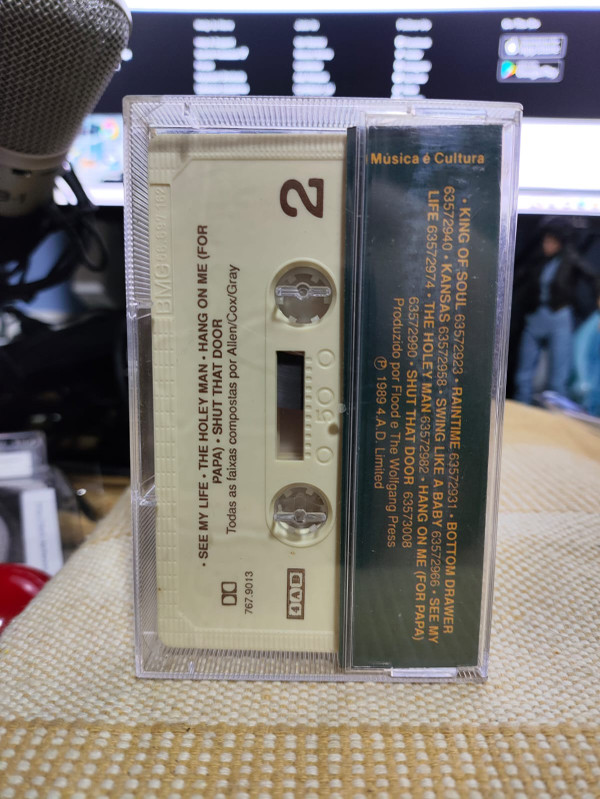 Música é Cultura
• KING OF SOUL 63572923 • RAINTIME 63572931 • BOTTOM DRAWER
63572940 • KANSAS 63572958 • SWING LIKE A BABY 63572966 • SEE MY
LIFE 63572974 • THE HOLEY MAN 63572982 • HANG ON ME (FOR PAPA)
63572990 • SHUT THAT DOOR 63573008
Produzido por Flood e The Wolfgang Press
℗ 1989 4.A.D. Limited
2
• SEE MY LIFE • THE HOLEY MAN • HANG ON ME (FOR
PAPA) • SHUT THAT DOOR
Todas as faixas compostas por Allen/Cox/Gray
0 50
767.9013
4AD
BMG